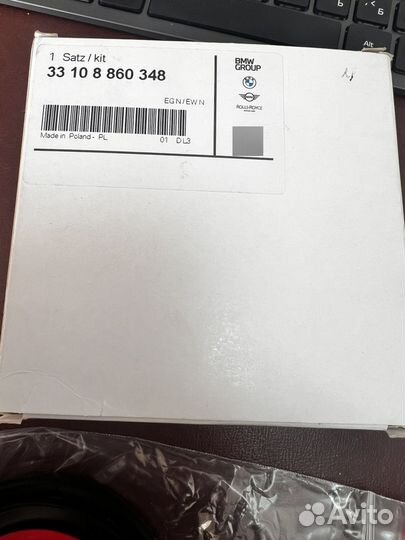 1 Satz / kit
33 10 8 860 348
EGN/EWN
Made in Poland - PL
01 DL3
BMW
GROUP
ROLLS-ROYCE
Alt
Avito